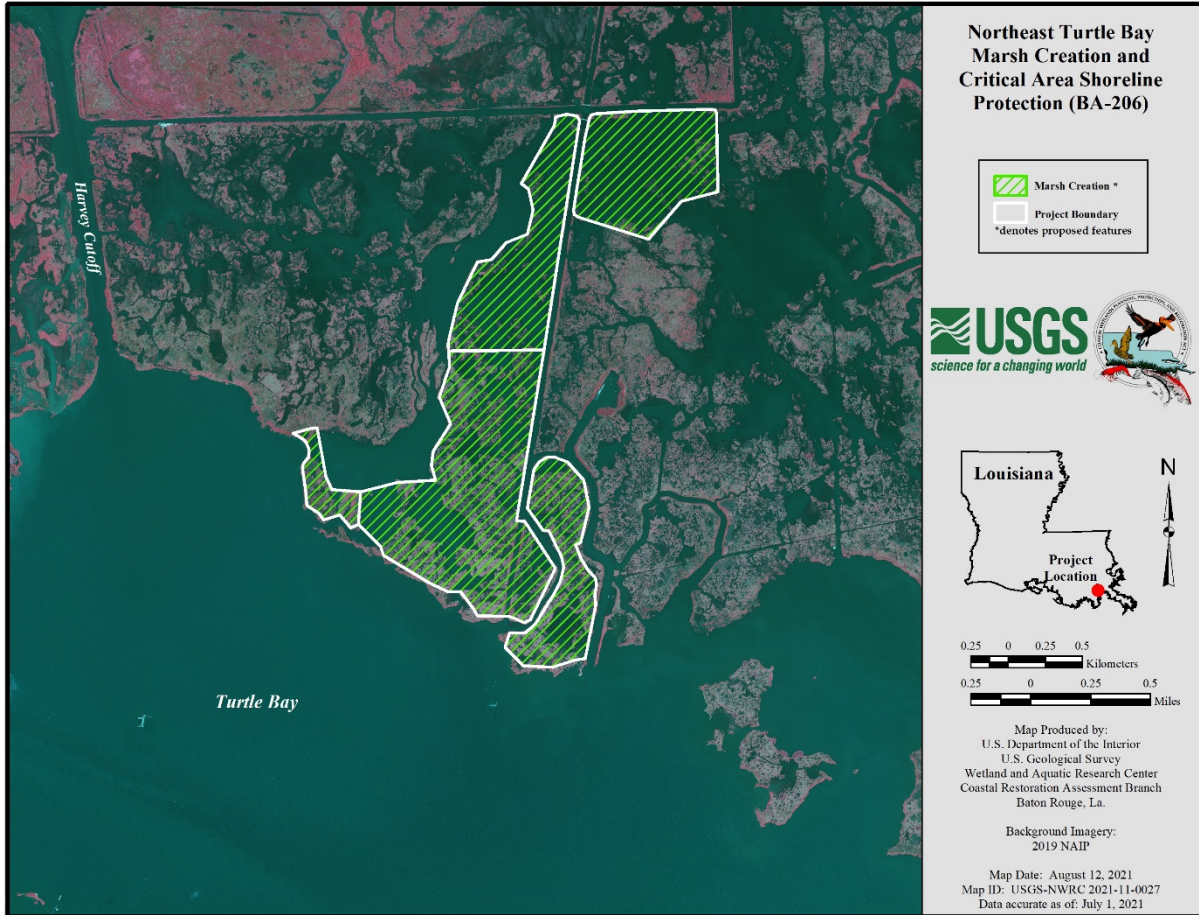 Northeast Turtle Bay
Marsh Creation and
Critical Area Shoreline
Protection (BA-206)
Marsh Creation *
Project Boundary
*denotes proposed features
Harvey Cutoff
Turtle Bay
USGS
science for a changing world
Louisiana
N
Project
Location
0.25 0 0.25 0.5
Kilometers
0.25 0 0.25 0.5
Miles
Map Produced by:
U.S. Department of the Interior
U.S. Geological Survey
Wetland and Aquatic Research Center
Coastal Restoration Assessment Branch
Baton Rouge, La.
Background Imagery:
2019 NAIP
Map Date: August 12, 2021
Map ID: USGS-NWRC 2021-11-0027
Data accurate as of: July 1, 2021